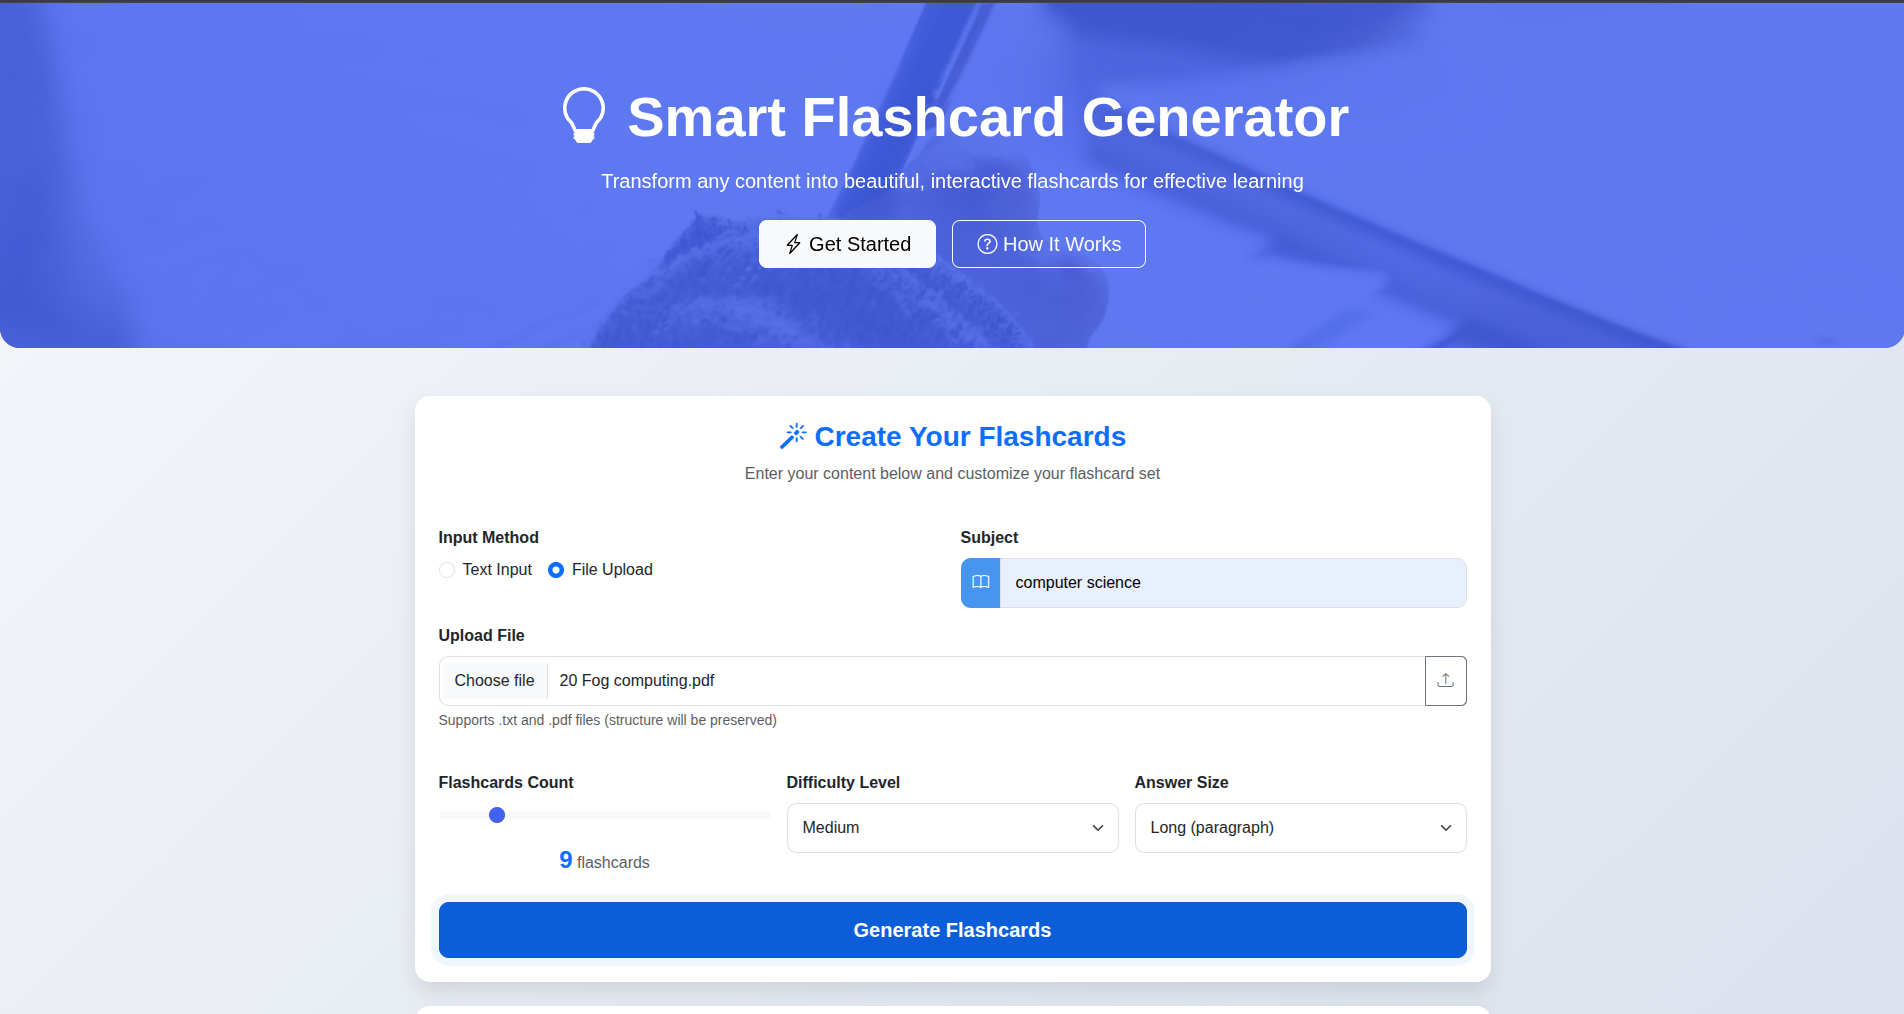 Smart Flashcard Generator
Transform any content into beautiful, interactive flashcards for effective learning
Get Started
How It Works
Create Your Flashcards
Enter your content below and customize your flashcard set
Input Method
Text Input
File Upload
Subject
computer science
Upload File
Choose file
20 Fog computing.pdf
Supports .txt and .pdf files (structure will be preserved)
Flashcards Count
9 flashcards
Difficulty Level
Medium
Answer Size
Long (paragraph)
Generate Flashcards